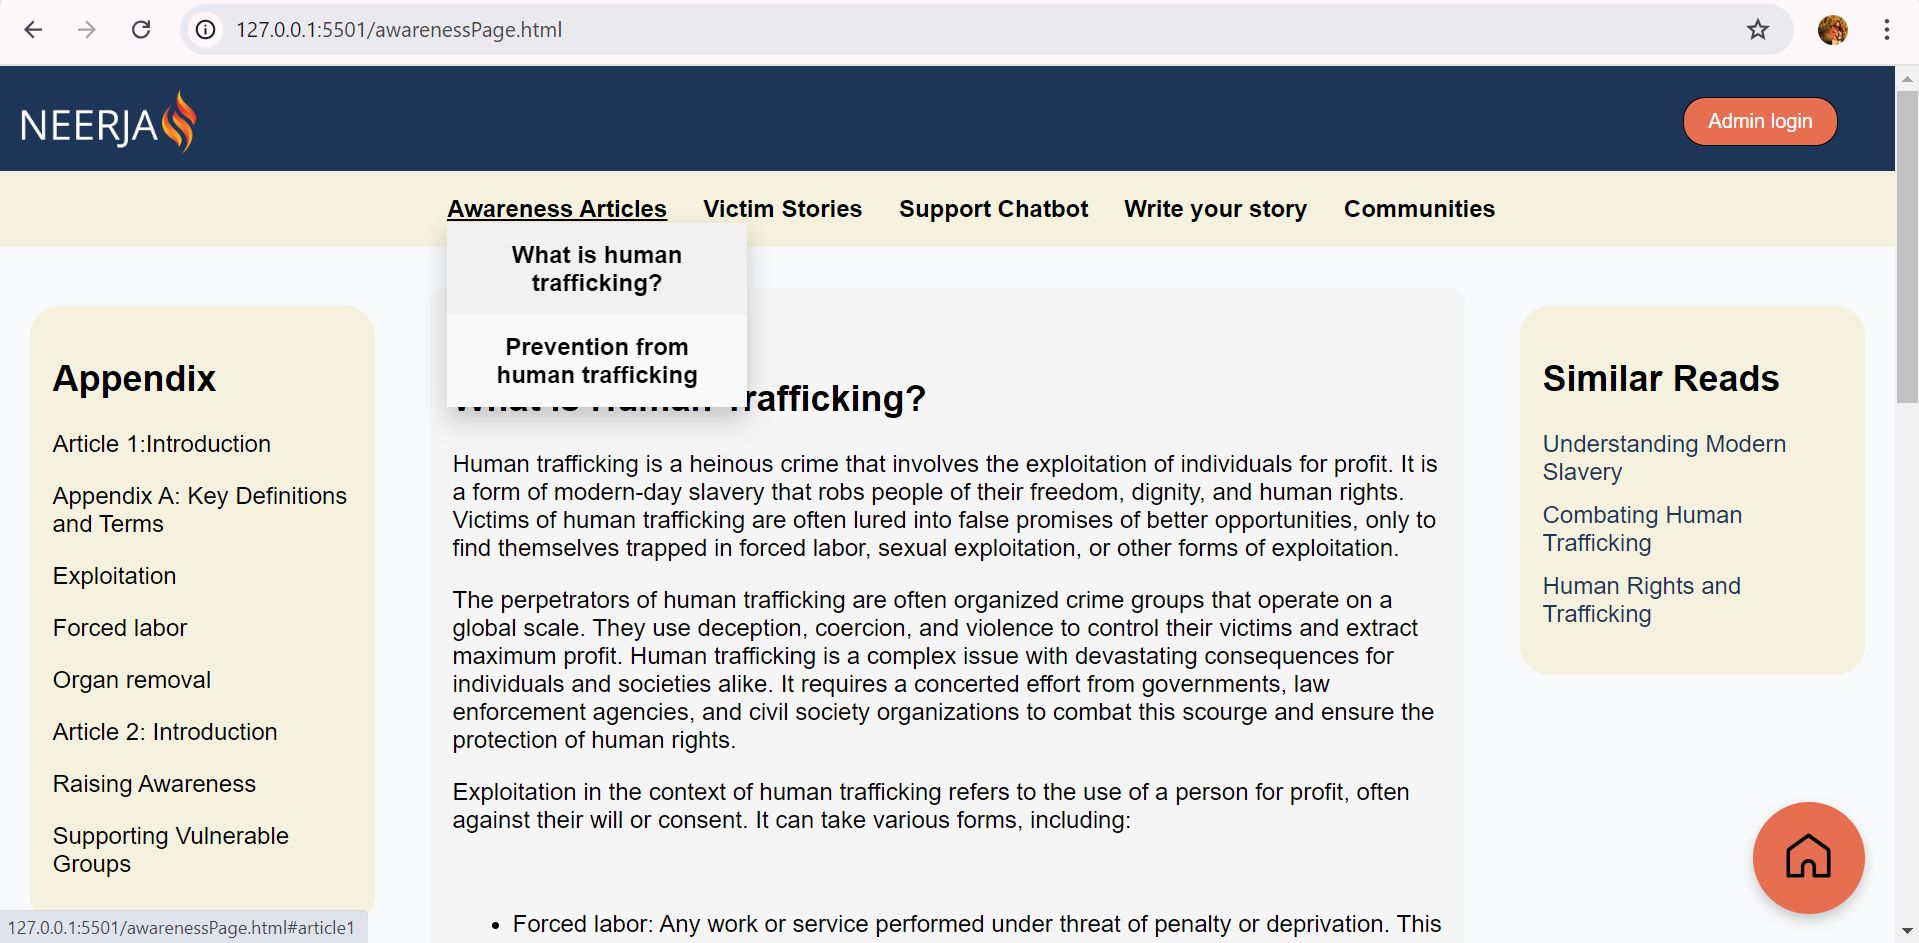 127.0.0.1:5501/awarenessPage.html
NEERJA
Admin login
Awareness Articles
Victim Stories
Support Chatbot
Write your story
Communities
What is human
trafficking?
Prevention from
human trafficking
Appendix
Article 1:Introduction
Appendix A: Key Definitions
and Terms
Exploitation
Forced labor
Organ removal
Article 2: Introduction
Raising Awareness
Supporting Vulnerable
Groups
What is Human Trafficking?
Human trafficking is a heinous crime that involves the exploitation of individuals for profit. It is
a form of modern-day slavery that robs people of their freedom, dignity, and human rights.
Victims of human trafficking are often lured into false promises of better opportunities, only to
find themselves trapped in forced labor, sexual exploitation, or other forms of exploitation.
The perpetrators of human trafficking are often organized crime groups that operate on a
global scale. They use deception, coercion, and violence to control their victims and extract
maximum profit. Human trafficking is a complex issue with devastating consequences for
individuals and societies alike. It requires a concerted effort from governments, law
enforcement agencies, and civil society organizations to combat this scourge and ensure the
protection of human rights.
Exploitation in the context of human trafficking refers to the use of a person for profit, often
against their will or consent. It can take various forms, including:
• Forced labor: Any work or service performed under threat of penalty or deprivation. This
Similar Reads
Understanding Modern
Slavery
Combating Human
Trafficking
Human Rights and
Trafficking
127.0.0.1:5501/awarenessPage.html#article1